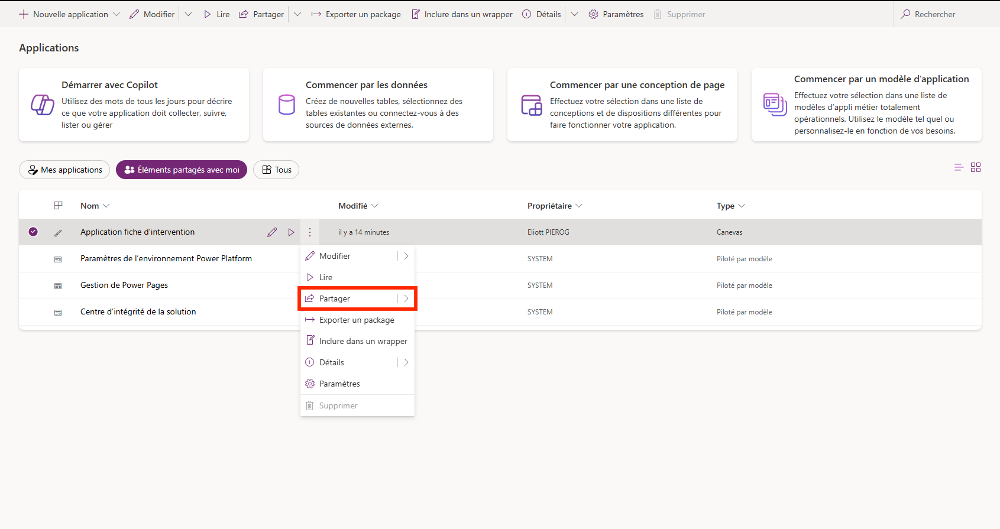 Nouvelle application
Modifier
Lire
Partager
Exporter un package
Inclure dans un wrapper
Détails
Paramètres
Supprimer
Rechercher
Applications
Démarrer avec Copilot
Utilisez des mots de tous les jours pour décrire
ce que votre application doit collecter, suivre,
lister ou gérer
Commencer par les données
Créez de nouvelles tables, sélectionnez des
tables existantes ou connectez-vous à des
sources de données externes.
Commencer par une conception de page
Effectuez votre sélection dans une liste de
conceptions et de dispositions différentes pour
faire fonctionner votre application.
Commencer par un modèle d’application
Effectuez votre sélection dans une liste de
modèles d’appli métier totalement
opérationnels. Utilisez le modèle tel quel ou
personnalisez-le en fonction de vos besoins.
Mes applications
Éléments partagés avec moi
Tous
Nom
Modifié
Propriétaire
Type
Application fiche d'intervention
il y a 14 minutes
Eliott PIEROG
Canevas
Paramètres de l’environnement Power Platform
SYSTEM
Piloté par modèle
Gestion de Power Pages
SYSTEM
Piloté par modèle
Centre d’intégrité de la solution
SYSTEM
Piloté par modèle
Modifier
Lire
Partager
Exporter un package
Inclure dans un wrapper
Détails
Paramètres
Supprimer